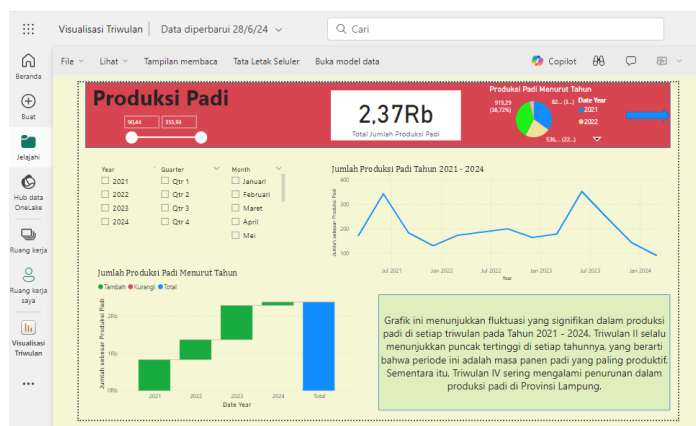 Visualisasi Triwulan
Data diperbarui 28/6/24
Cari
File
Lihat
Tampilan membaca
Tata Letak Seluler
Buka model data
Copilot
Beranda
Buat
Jelajahi
Hub data
OneLake
Ruang kerja
Ruang kerja
saya
Visualisasi
Triwulan
Produksi Padi
90,44
355,93
2,37Rb
Total Jumlah Produksi Padi
Produksi Padi Menurut Tahun
919,29
(38,72%)
82... (3...)
536,... (22...)
Date Year
2021
2022
Year
2021
2022
2023
2024
Quarter
Qtr 1
Qtr 2
Qtr 3
Qtr 4
Month
Januari
Februari
Maret
April
Mei
Jumlah Produksi Padi Tahun 2021 - 2024
Jumlah sebesar Produksi Padi
400
300
200
100
Jul 2021
Jan 2022
Jul 2022
Jan 2023
Jul 2023
Jan 2024
Year
Jumlah Produksi Padi Menurut Tahun
Tambah
Kurangi
Total
Jumlah sebesar Produksi Padi
2Rb
1Rb
0Rb
2021
2022
2023
2024
Total
Date Year
Grafik ini menunjukkan fluktuasi yang signifikan dalam produksi
padi di setiap triwulan pada Tahun 2021 - 2024. Triwulan II selalu
menunjukkan puncak tertinggi di setiap tahunnya, yang berarti
bahwa periode ini adalah masa panen padi yang paling produktif.
Sementara itu, Triwulan IV sering mengalami penurunan dalam
produksi padi di Provinsi Lampung.